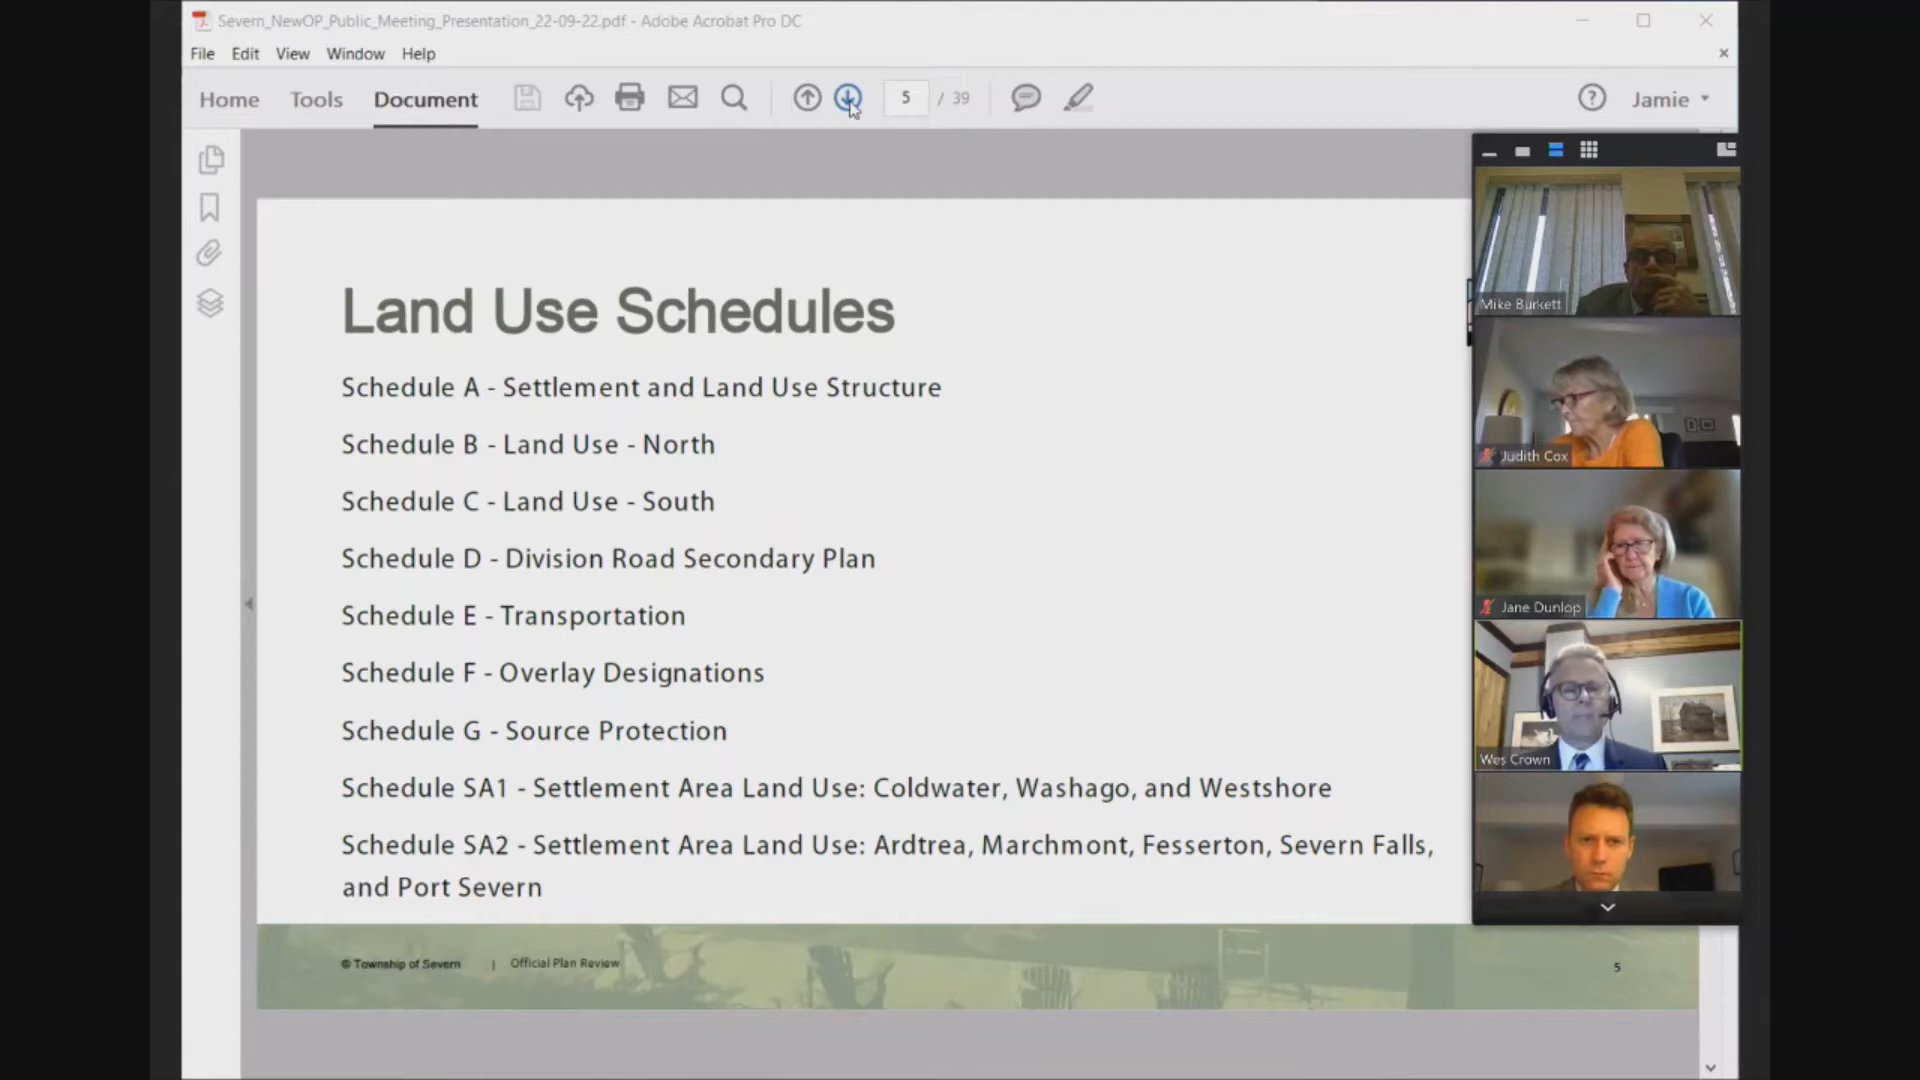 Severn_NewOP_Public_Meeting_Presentation_22-09-22.pdf - Adobe Acrobat Pro DC
File Edit View Window Help
Home Tools Document 5 / 39 Jamie
Land Use Schedules
Schedule A - Settlement and Land Use Structure
Schedule B - Land Use - North
Schedule C - Land Use - South
Schedule D - Division Road Secondary Plan
Schedule E - Transportation
Schedule F - Overlay Designations
Schedule G - Source Protection
Schedule SA1 - Settlement Area Land Use: Coldwater, Washago, and Westshore
Schedule SA2 - Settlement Area Land Use: Ardtrea, Marchmont, Fesserton, Severn Falls,
and Port Severn
© Township of Severn | Official Plan Review 5
Mike Burkett
Judith Cox
Jane Dunlop
Wes Crown